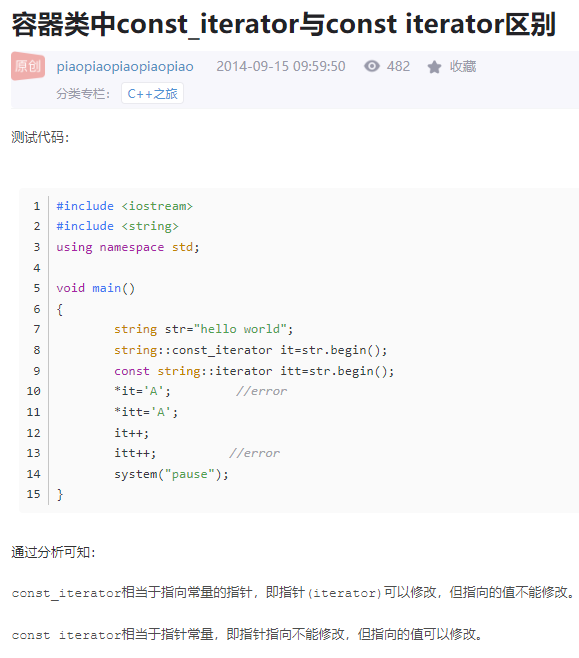 容器类中const_iterator与const iterator区别
原创 piaopiaopiaopiaopiao 2014-09-15 09:59:50 482 收藏
分类专栏： C++之旅
测试代码：
1 #include <iostream>
2 #include <string>
3 using namespace std;
4
5 void main()
6 {
7 string str="hello world";
8 string::const_iterator it=str.begin();
9 const string::iterator itt=str.begin();
10 *it='A'; //error
11 *itt='A';
12 it++;
13 itt++; //error
14 system("pause");
15 }
通过分析可知：
const_iterator相当于指向常量的指针，即指针(iterator)可以修改，但指向的值不能修改。
const iterator相当于指针常量，即指针指向不能修改，但指向的值可以修改。